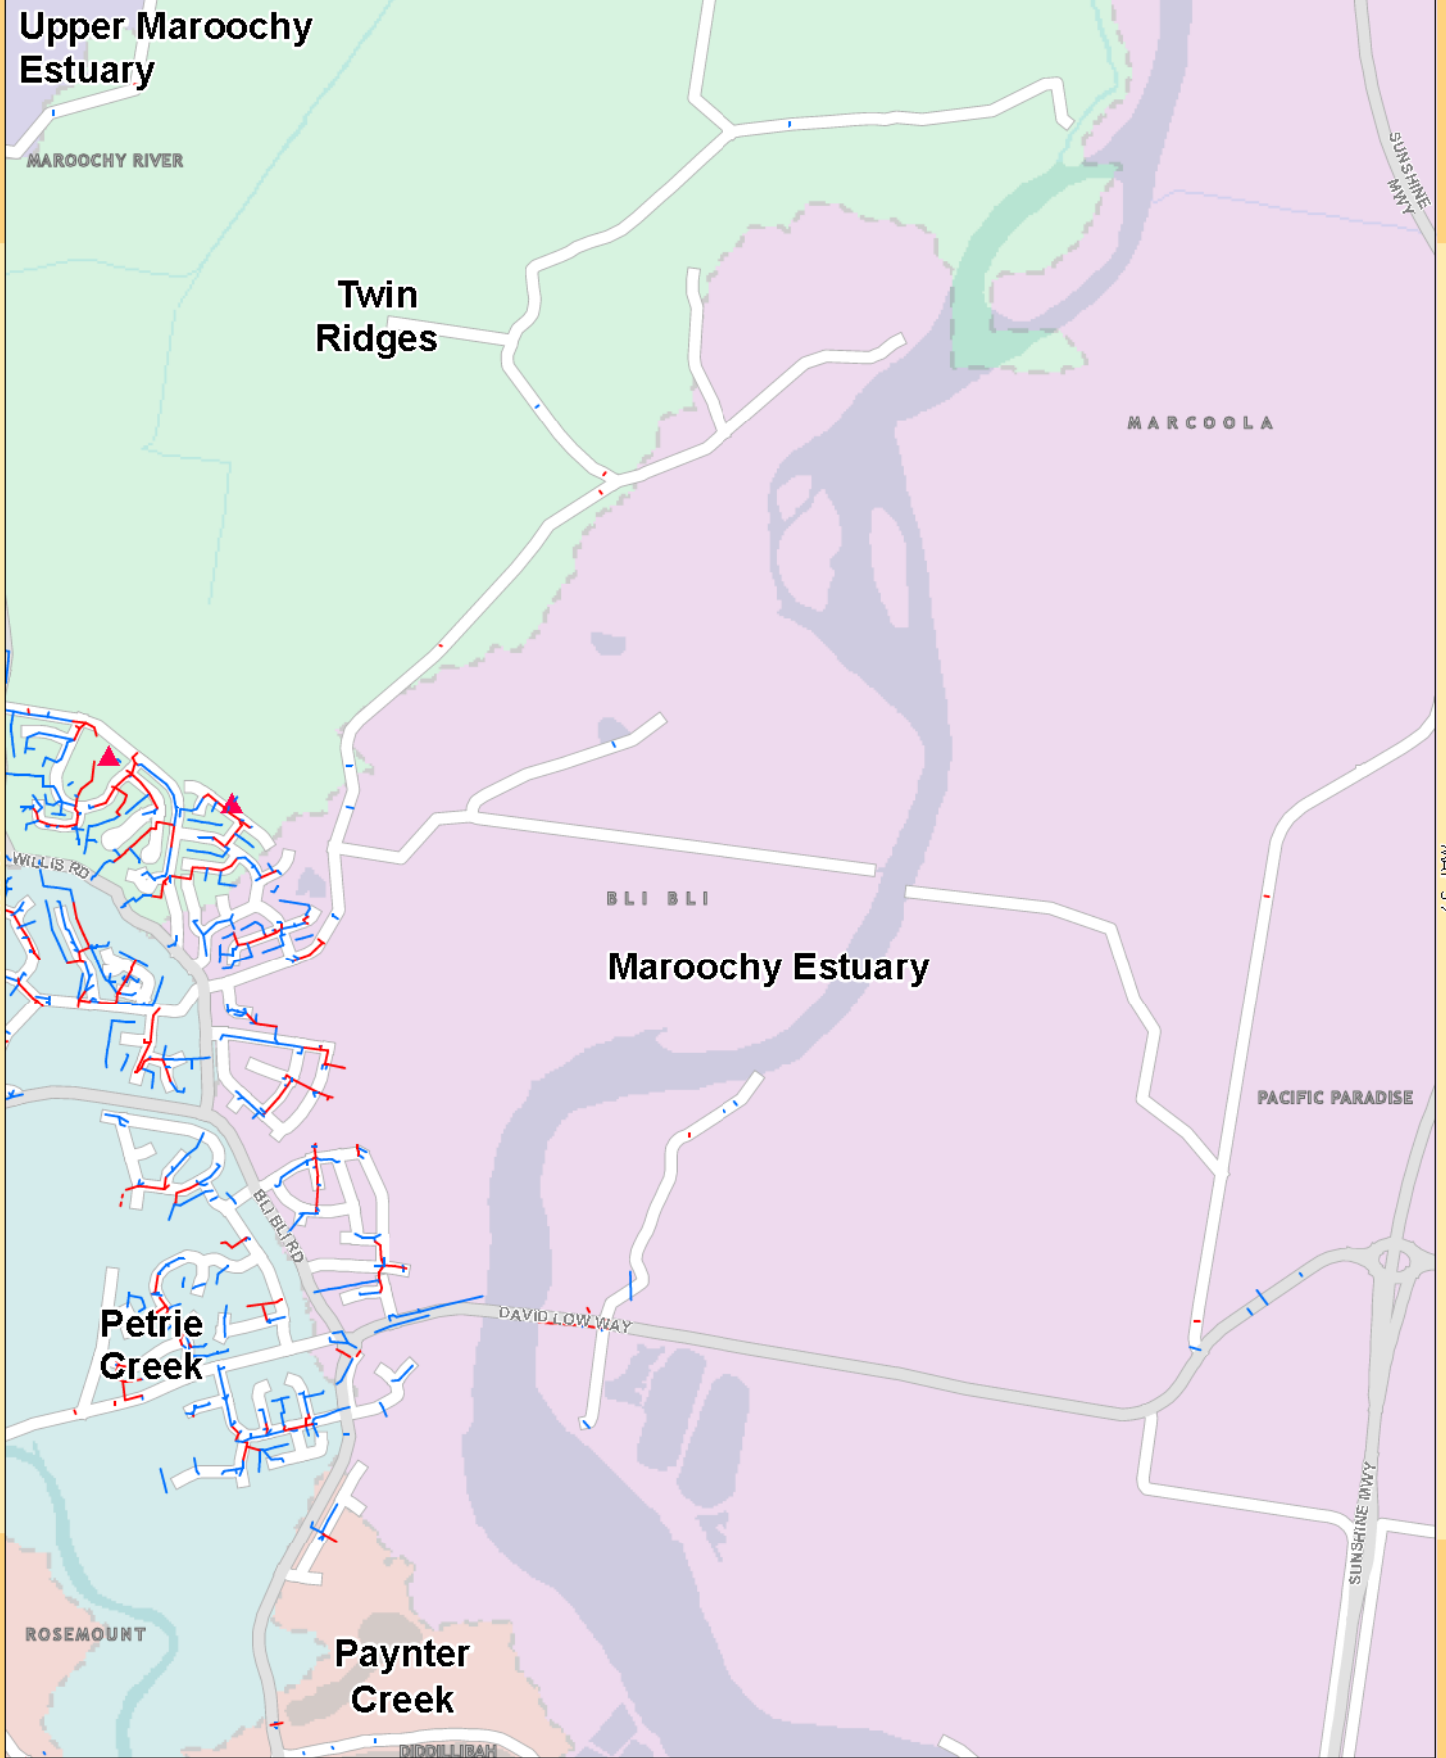 Upper Maroochy
Estuary
MAROOCHY RIVER
SUNSHINE
MWY
Twin
Ridges
MARCOOLA
WILLIS RD
BLI BLI
Maroochy Estuary
PACIFIC PARADISE
BLI BLI RD
DAVID LOW WAY
Petrie
Creek
SUNSHINE MWY
ROSEMOUNT
Paynter
Creek
DIDDILLIBAH